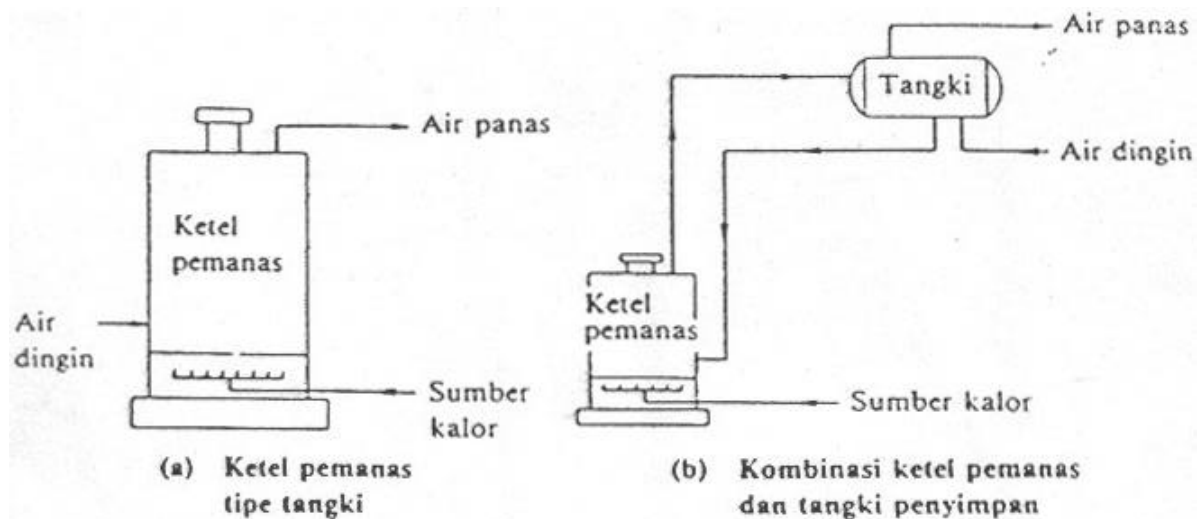 Air panas
Ketel
pemanas
Air
dingin
Sumber
kalor
(a) Ketel pemanas
tipe tangki
Air panas
Tangki
Air dingin
Ketel
pemanas
Sumber kalor
(b) Kombinasi ketel pemanas
dan tangki penyimpan